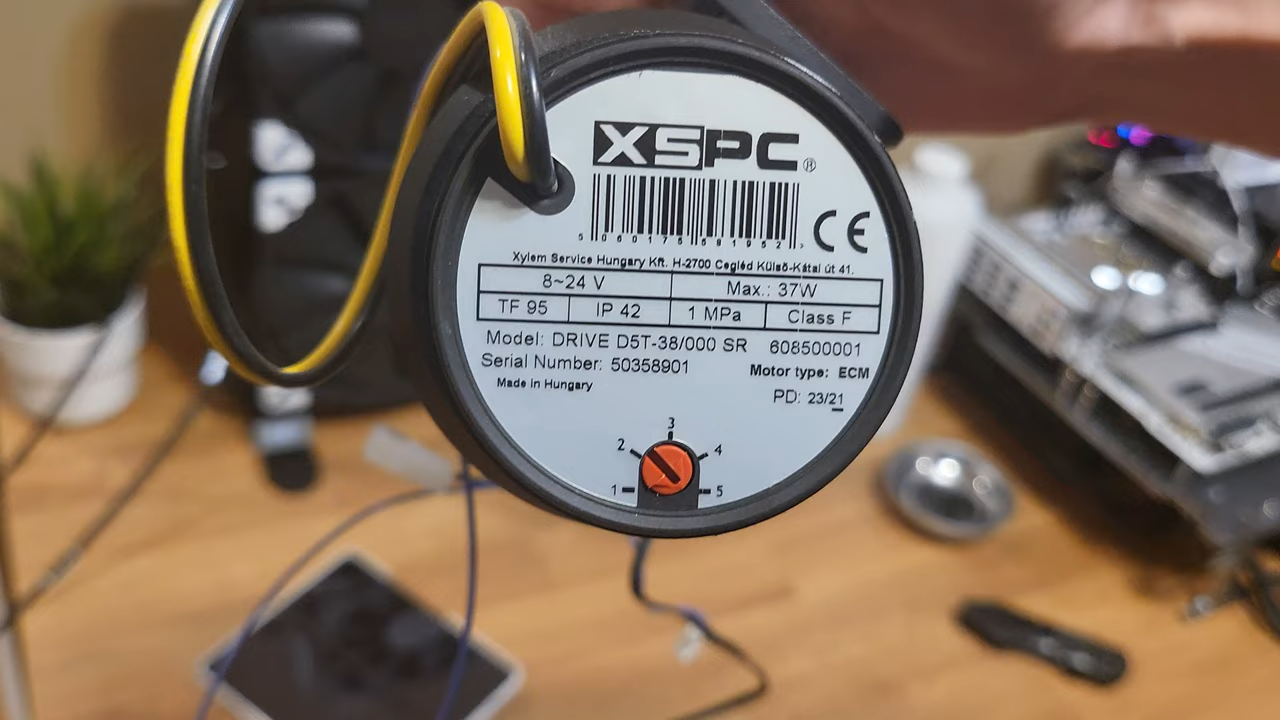 XSPC®
5 060175 581952 >
CE
Xylem Service Hungary Kft. H-2700 Cegléd Külső-Kátai út 41.
8~24 V Max.: 37W
TF 95 IP 42 1 MPa Class F
Model: DRIVE D5T-38/000 SR 608500001
Serial Number: 50358901 Motor type: ECM
Made in Hungary PD: 23/21
3
2 4
1 5